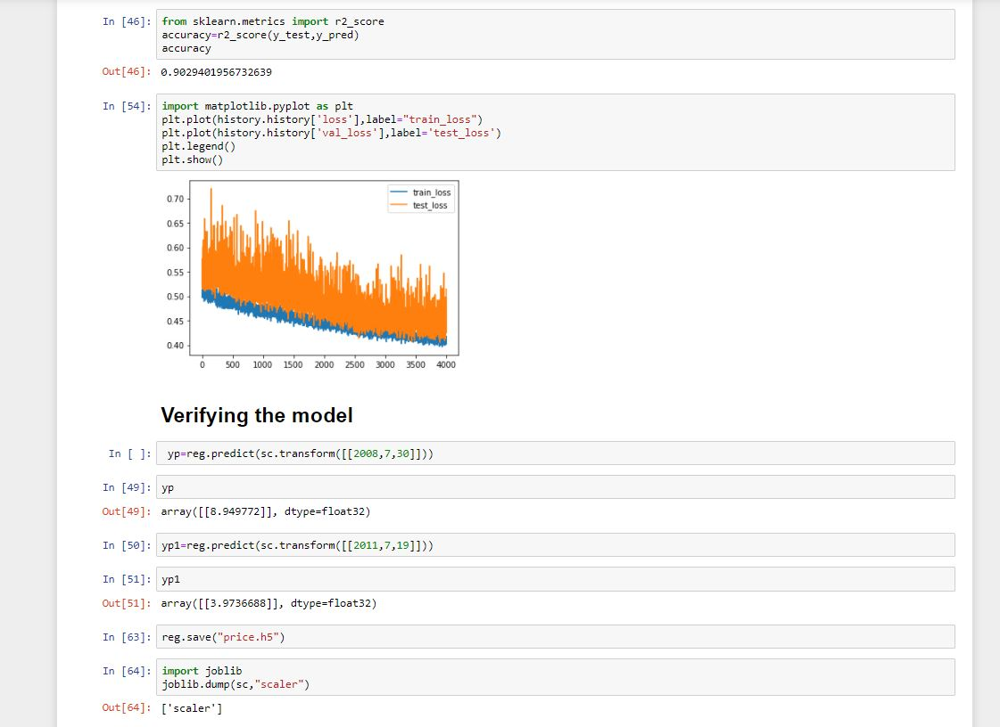 In [46]: from sklearn.metrics import r2_score
accuracy=r2_score(y_test,y_pred)
accuracy
Out[46]: 0.9029401956732639
In [54]: import matplotlib.pyplot as plt
plt.plot(history.history['loss'],label="train_loss")
plt.plot(history.history['val_loss'],label='test_loss')
plt.legend()
plt.show()
train_loss
test_loss
0.70
0.65
0.60
0.55
0.50
0.45
0.40
0 500 1000 1500 2000 2500 3000 3500 4000
Verifying the model
In [ ]: yp=reg.predict(sc.transform([[2008,7,30]]))
In [49]: yp
Out[49]: array([[8.949772]], dtype=float32)
In [50]: yp1=reg.predict(sc.transform([[2011,7,19]]))
In [51]: yp1
Out[51]: array([[3.9736688]], dtype=float32)
In [63]: reg.save("price.h5")
In [64]: import joblib
joblib.dump(sc,"scaler")
Out[64]: ['scaler']